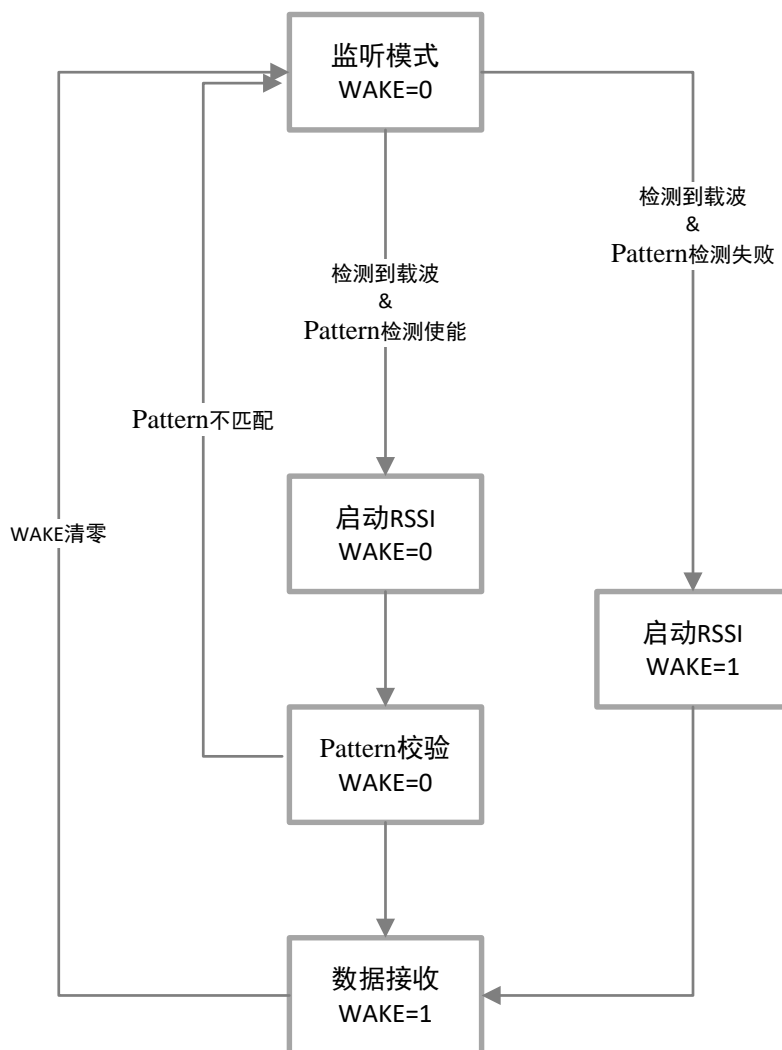 监听模式
WAKE=0
检测到载波
&
Pattern检测失败
检测到载波
&
Pattern检测使能
Pattern不匹配
WAKE清零
启动RSSI
WAKE=0
启动RSSI
WAKE=1
Pattern校验
WAKE=0
数据接收
WAKE=1